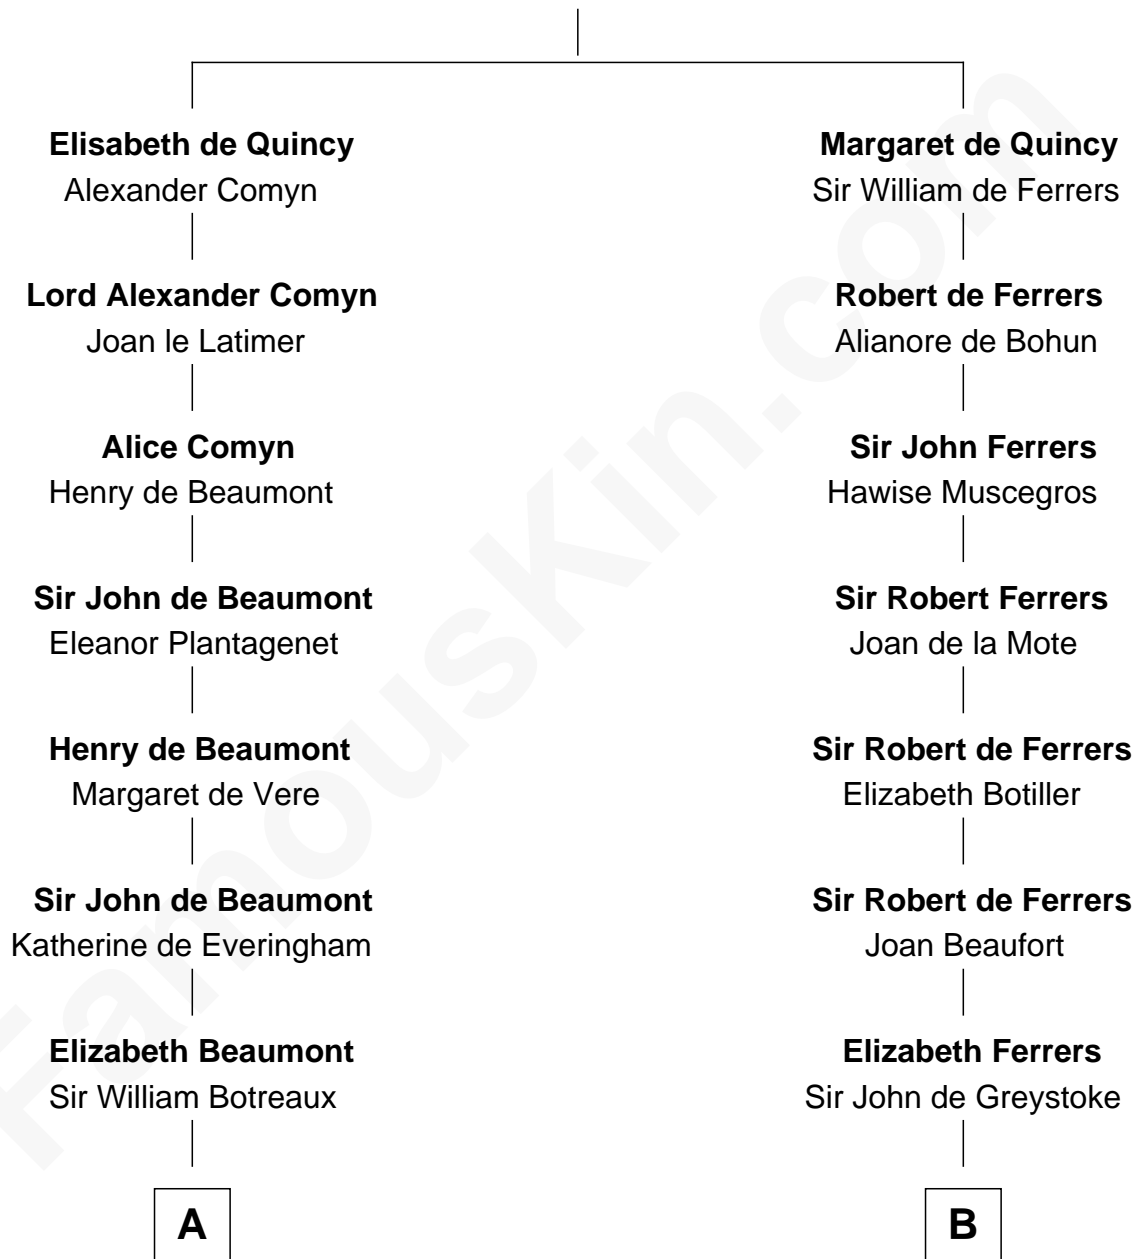 Elisabeth de Quincy
Alexander Comyn
Lord Alexander Comyn
Joan le Latimer
Alice Comyn
Henry de Beaumont
Sir John de Beaumont
Eleanor Plantagenet
Henry de Beaumont
Margaret de Vere
Sir John de Beaumont
Katherine de Everingham
Elizabeth Beaumont
Sir William Botreaux
A
Margaret de Quincy
Sir William de Ferrers
Robert de Ferrers
Alianore de Bohun
Sir John Ferrers
Hawise Muscegros
Sir Robert Ferrers
Joan de la Mote
Sir Robert de Ferrers
Elizabeth Botiller
Sir Robert de Ferrers
Joan Beaufort
Elizabeth Ferrers
Sir John de Greystoke
B
FamousKin.com